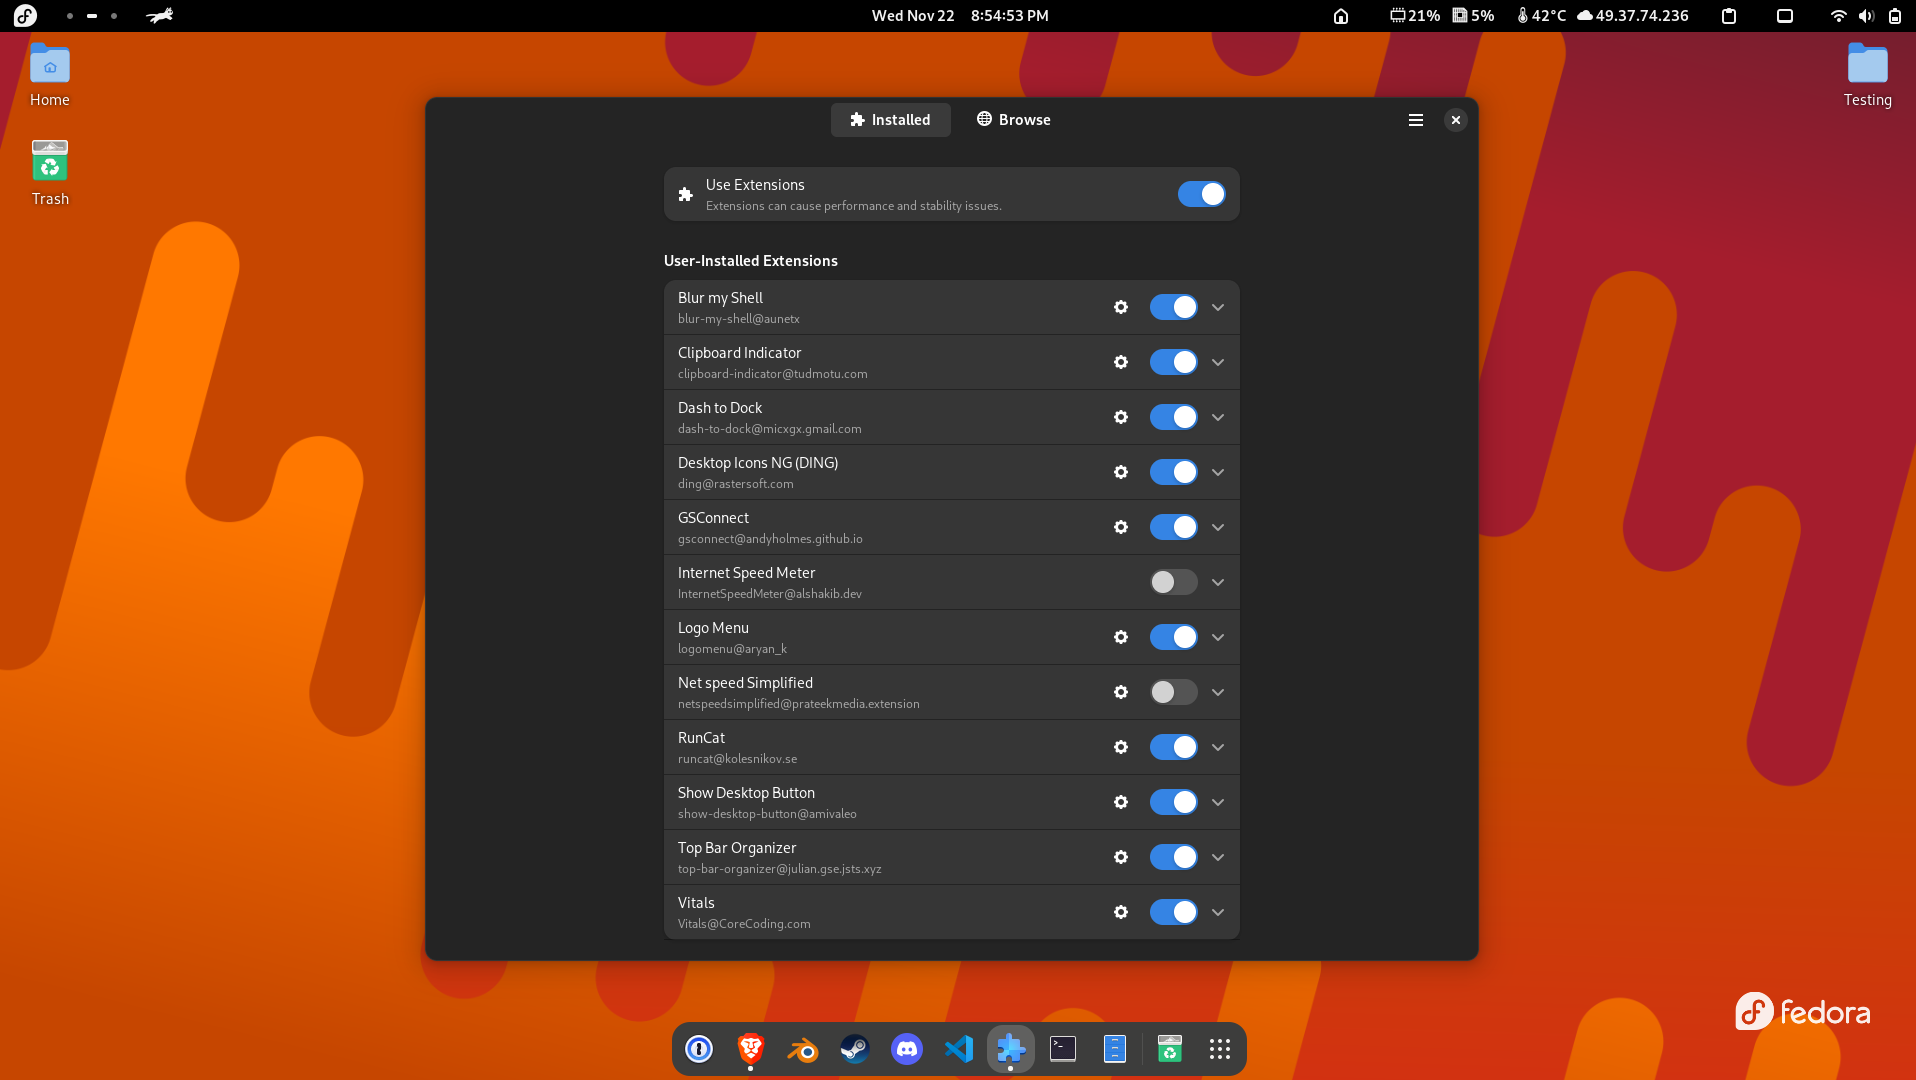 Wed Nov 22 8:54:53 PM
21% 5% 42°C 49.37.74.236
Home
Testing
Trash
Installed
Browse
Use Extensions
Extensions can cause performance and stability issues.
User-Installed Extensions
Blur my Shell
blur-my-shell@aunetx
Clipboard Indicator
clipboard-indicator@tudmotu.com
Dash to Dock
dash-to-dock@micxgx.gmail.com
Desktop Icons NG (DING)
ding@rastersoft.com
GSConnect
gsconnect@andyholmes.github.io
Internet Speed Meter
InternetSpeedMeter@alshakib.dev
Logo Menu
logomenu@aryan_k
Net speed Simplified
netspeedsimplified@prateekmedia.extension
RunCat
runcat@kolesnikov.se
Show Desktop Button
show-desktop-button@amivaleo
Top Bar Organizer
top-bar-organizer@julian.gse.jsts.xyz
Vitals
Vitals@CoreCoding.com
fedora